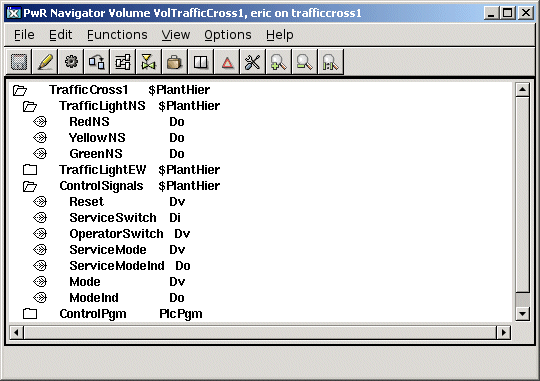 PwR Navigator Volume VolTrafficCross1, eric on trafficcross1
File Edit Functions View Options Help
TrafficCross1 $PlantHier
TrafficLightNS $PlantHier
RedNS Do
YellowNS Do
GreenNS Do
TrafficLightEW $PlantHier
ControlSignals $PlantHier
Reset Dv
ServiceSwitch Di
OperatorSwitch Dv
ServiceMode Dv
ServiceModeInd Do
Mode Dv
ModeInd Do
ControlPgm PlcPgm